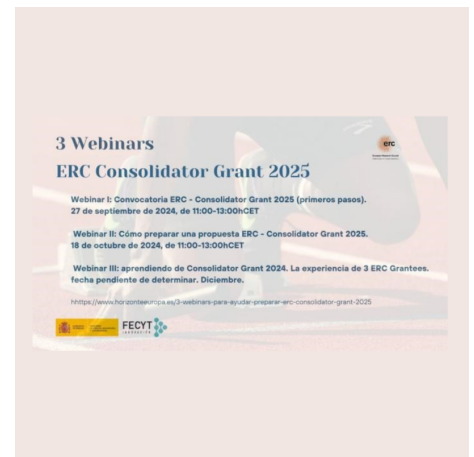 3 Webinars
erc
ERC Consolidator Grant 2025
Webinar I: Convocatoria ERC - Consolidator Grant 2025 (primeros pasos).
27 de septiembre de 2024, de 11:00-13:00hCET
Webinar II: Cómo preparar una propuesta ERC - Consolidator Grant 2025.
18 de octubre de 2024, de 11:00-13:00hCET
Webinar III: aprendiendo de Consolidator Grant 2024. La experiencia de 3 ERC Grantees.
fecha pendiente de determinar. Diciembre.
hhttps://www.horizonteeuropa.es/3-webinars-para-ayudar-preparar-erc-consolidator-grant-2025
FECYT